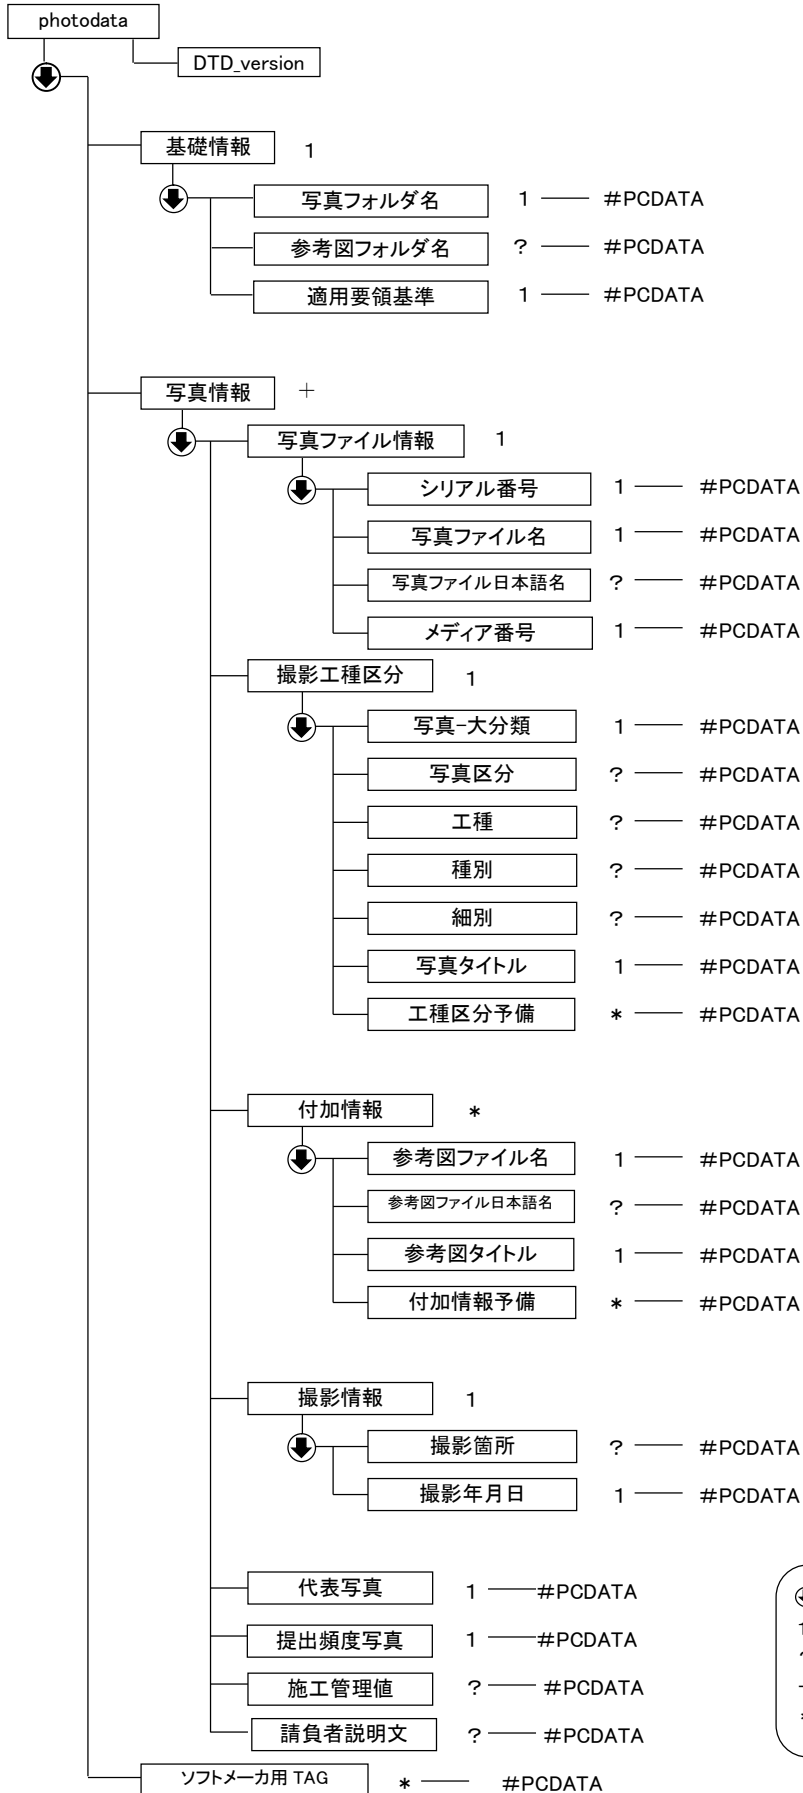 photodata
DTD_version
基礎情報 1
写真フォルダ名 1 #PCDATA
参考図フォルダ名 ? #PCDATA
適用要領基準 1 #PCDATA
写真情報 +
写真ファイル情報 1
シリアル番号 1 #PCDATA
写真ファイル名 1 #PCDATA
写真ファイル日本語名 ? #PCDATA
メディア番号 1 #PCDATA
撮影工種区分 1
写真-大分類 1 #PCDATA
写真区分 ? #PCDATA
工種 ? #PCDATA
種別 ? #PCDATA
細別 ? #PCDATA
写真タイトル 1 #PCDATA
工種区分予備 * #PCDATA
付加情報 *
参考図ファイル名 1 #PCDATA
参考図ファイル日本語名 ? #PCDATA
参考図タイトル 1 #PCDATA
付加情報予備 * #PCDATA
撮影情報 1
撮影箇所 ? #PCDATA
撮影年月日 1 #PCDATA
代表写真 1 #PCDATA
提出頻度写真 1 #PCDATA
施工管理値 ? #PCDATA
請負者説明文 ? #PCDATA
ソフトメーカ用 TAG * #PCDATA